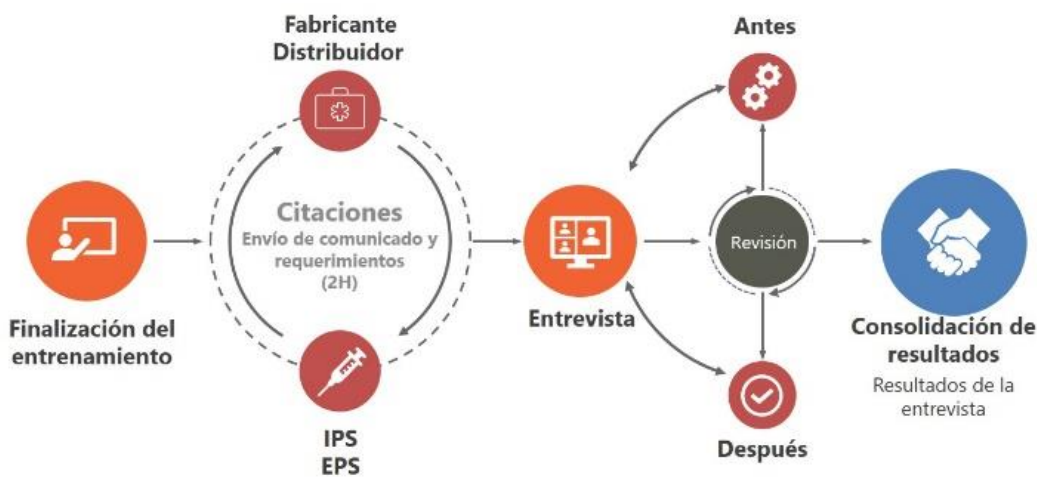 Finalización del
entrenamiento
Fabricante
Distribuidor
Citaciones
Envío de comunicado y
requerimientos
(2H)
IPS
EPS
Entrevista
Antes
Revisión
Después
Consolidación de
resultados
Resultados de la
entrevista